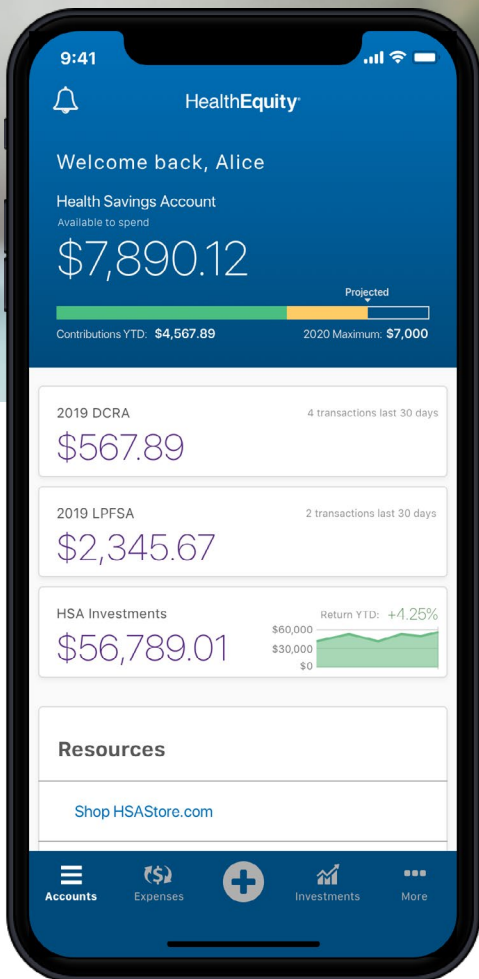 9:41
HealthEquity
Welcome back, Alice
Health Savings Account
Available to spend
$7,890.12
Projected
Contributions YTD: $4,567.89 2020 Maximum: $7,000
2019 DCRA 4 transactions last 30 days
$567.89
2019 LPFSA 2 transactions last 30 days
$2,345.67
HSA Investments Return YTD: +4.25%
$56,789.01
$60,000
$30,000
$0
Resources
Shop HSAStore.com
Accounts Expenses Investments More